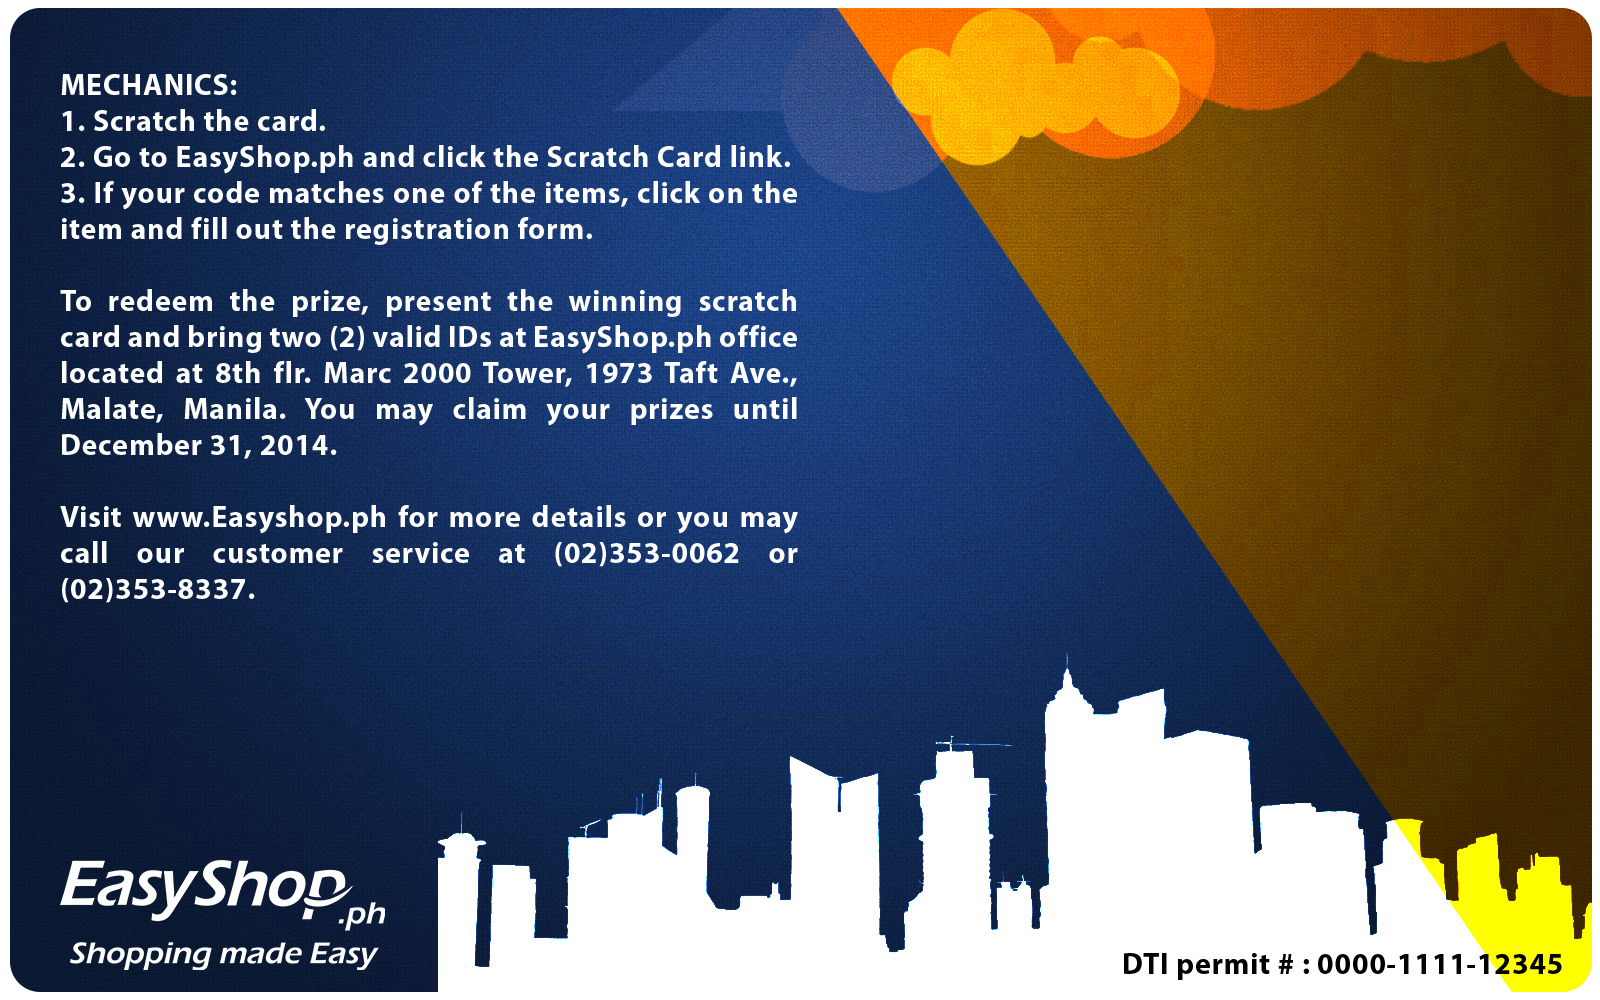 MECHANICS:
1. Scratch the card.
2. Go to EasyShop.ph and click the Scratch Card link.
3. If your code matches one of the items, click on the
item and fill out the registration form.
To redeem the prize, present the winning scratch
card and bring two (2) valid IDs at EasyShop.ph office
located at 8th flr. Marc 2000 Tower, 1973 Taft Ave.,
Malate, Manila. You may claim your prizes until
December 31, 2014.
Visit www.Easyshop.ph for more details or you may
call our customer service at (02)353-0062 or
(02)353-8337.
EasyShop.ph
Shopping made Easy
DTI permit # : 0000-1111-12345